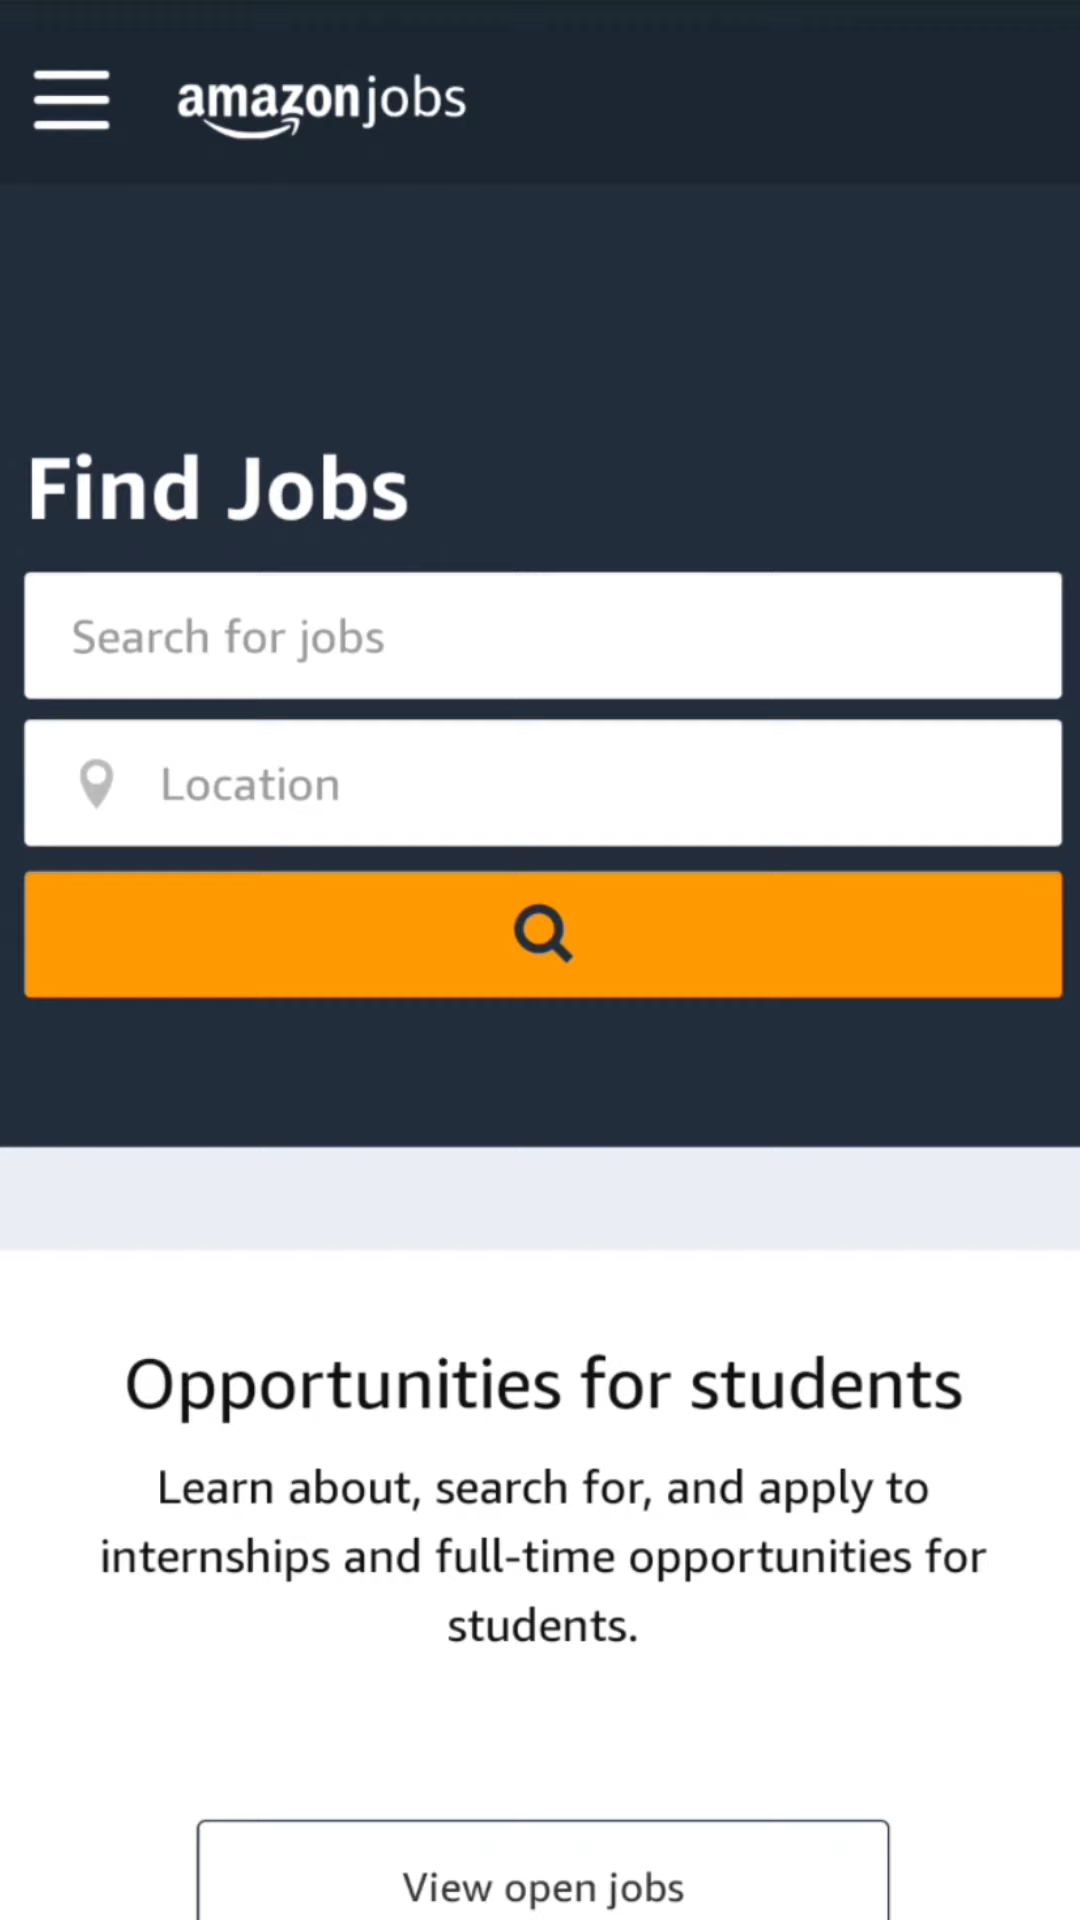 amazonjobs
Find Jobs
Search for jobs
Location
Opportunities for students
Learn about, search for, and apply to
internships and full-time opportunities for
students.
View open jobs